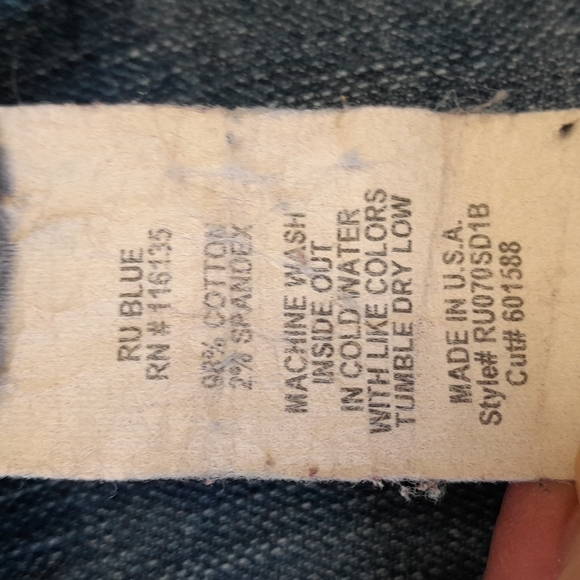 RU BLUE
RN # 116135
98% COTTON
2% SPANDEX
MACHINE WASH
INSIDE OUT
IN COLD WATER
WITH LIKE COLORS
TUMBLE DRY LOW
MADE IN U.S.A.
Style# RU070SD1B
Cut# 601588